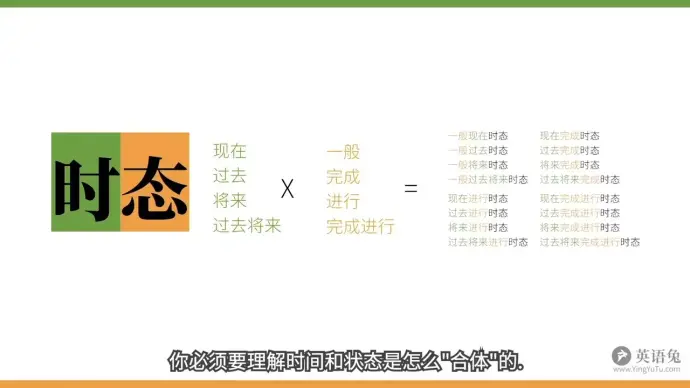 时态
现在
过去
将来
过去将来
X
一般
完成
进行
完成进行
=
一般现在时态
一般过去时态
一般将来时态
一般过去将来时态
现在完成时态
过去完成时态
将来完成时态
过去将来完成时态
现在进行时态
过去进行时态
将来进行时态
过去将来进行时态
现在完成进行时态
过去完成进行时态
将来完成进行时态
过去将来完成进行时态
你必须要理解时间和状态是怎么"合体"的.
英语兔
www.YingYuTu.com